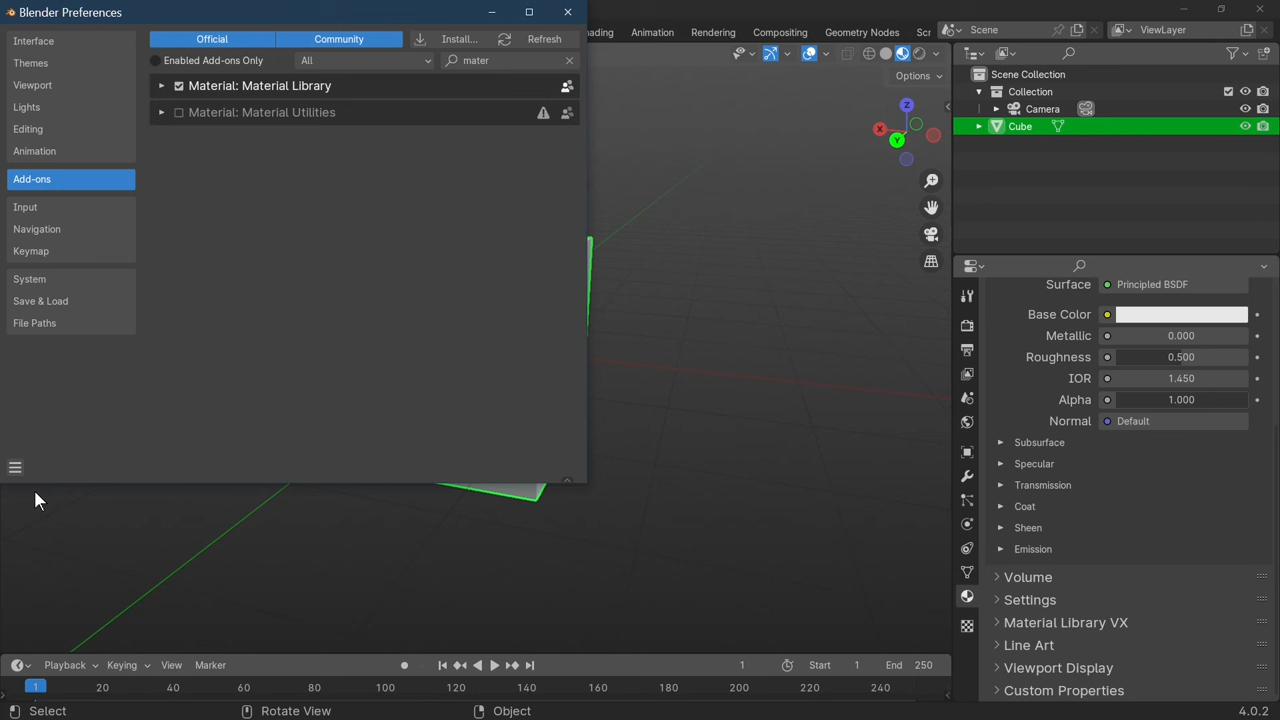 Blender Preferences
Interface
Themes
Viewport
Lights
Editing
Animation
Add-ons
Input
Navigation
Keymap
System
Save & Load
File Paths
Official
Community
Install...
Refresh
Enabled Add-ons Only
All
mater
Material: Material Library
Material: Material Utilities
ading
Animation
Rendering
Compositing
Geometry Nodes
Scr
Scene
ViewLayer
Options
X
Y
Z
Scene Collection
Collection
Camera
Cube
Surface
Principled BSDF
Base Color
Metallic
0.000
Roughness
0.500
IOR
1.450
Alpha
1.000
Normal
Default
Subsurface
Specular
Transmission
Coat
Sheen
Emission
Volume
Settings
Material Library VX
Line Art
Viewport Display
Custom Properties
Playback
Keying
View
Marker
1
Start
1
End
250
1
20
40
60
80
100
120
140
160
180
200
220
240
Select
Rotate View
Object
4.0.2